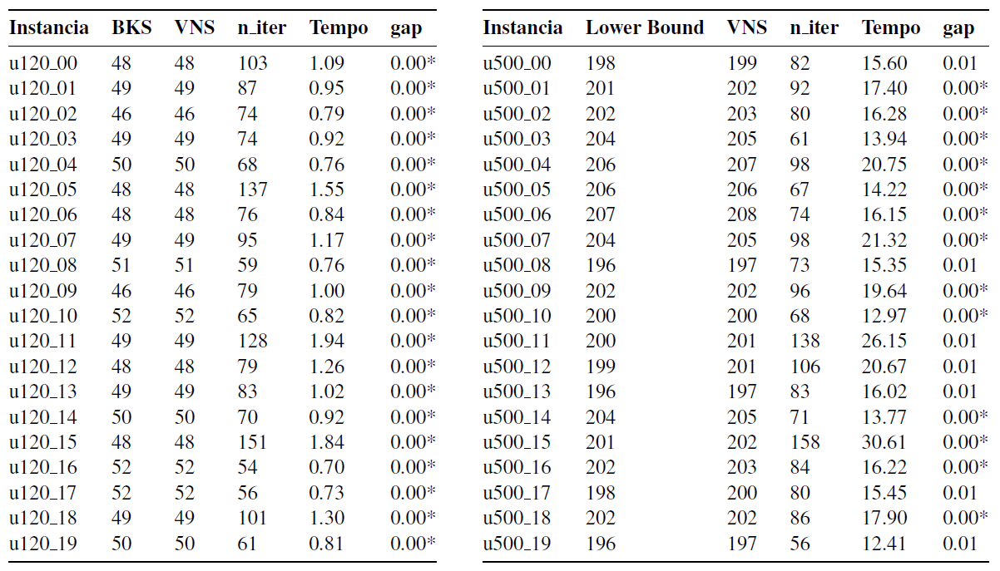 Instancia BKS VNS n_iter Tempo gap
u120_00 48 48 103 1.09 0.00*
u120_01 49 49 87 0.95 0.00*
u120_02 46 46 74 0.79 0.00*
u120_03 49 49 74 0.92 0.00*
u120_04 50 50 68 0.76 0.00*
u120_05 48 48 137 1.55 0.00*
u120_06 48 48 76 0.84 0.00*
u120_07 49 49 95 1.17 0.00*
u120_08 51 51 59 0.76 0.00*
u120_09 46 46 79 1.00 0.00*
u120_10 52 52 65 0.82 0.00*
u120_11 49 49 128 1.94 0.00*
u120_12 48 48 79 1.26 0.00*
u120_13 49 49 83 1.02 0.00*
u120_14 50 50 70 0.92 0.00*
u120_15 48 48 151 1.84 0.00*
u120_16 52 52 54 0.70 0.00*
u120_17 52 52 56 0.73 0.00*
u120_18 49 49 101 1.30 0.00*
u120_19 50 50 61 0.81 0.00*
Instancia Lower Bound VNS n_iter Tempo gap
u500_00 198 199 82 15.60 0.01
u500_01 201 202 92 17.40 0.00*
u500_02 202 203 80 16.28 0.00*
u500_03 204 205 61 13.94 0.00*
u500_04 206 207 98 20.75 0.00*
u500_05 206 206 67 14.22 0.00*
u500_06 207 208 74 16.15 0.00*
u500_07 204 205 98 21.32 0.00*
u500_08 196 197 73 15.35 0.01
u500_09 202 202 96 19.64 0.00*
u500_10 200 200 68 12.97 0.00*
u500_11 200 201 138 26.15 0.01
u500_12 199 201 106 20.67 0.01
u500_13 196 197 83 16.02 0.01
u500_14 204 205 71 13.77 0.00*
u500_15 201 202 158 30.61 0.00*
u500_16 202 203 84 16.22 0.00*
u500_17 198 200 80 15.45 0.01
u500_18 202 202 86 17.90 0.00*
u500_19 196 197 56 12.41 0.01